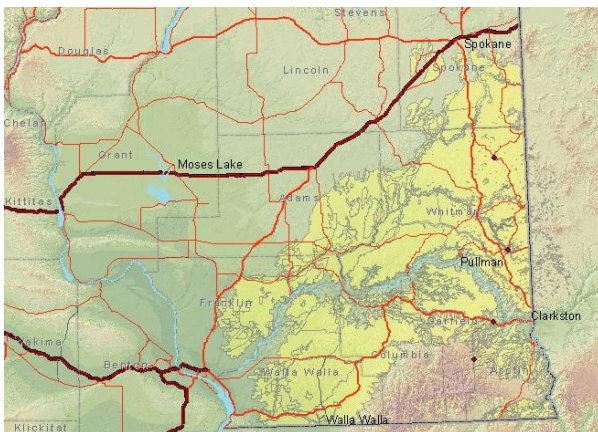 Stevens
Douglas
Spokane
Lincoln
Spokane
Chelan
Grant
Moses Lake
Kittitas
Adams
Whitman
Pullman
Franklin
Clarkston
Garfield
Yakima
Columbia
Benton
Walla Walla
Asotin
Walla Walla
Klickitat